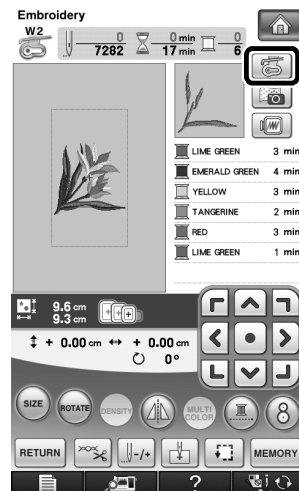 Embroidery
W2
0 0 min 0
7282 17 min 6
LIME GREEN 3 min
EMERALD GREEN 4 min
YELLOW 3 min
TANGERINE 2 min
RED 3 min
LIME GREEN 1 min
9.6 cm
9.3 cm
+ 0.00 cm + 0.00 cm
0°
SIZE ROTATE DENSITY MULTI COLOR
RETURN -/+ MEMORY
?